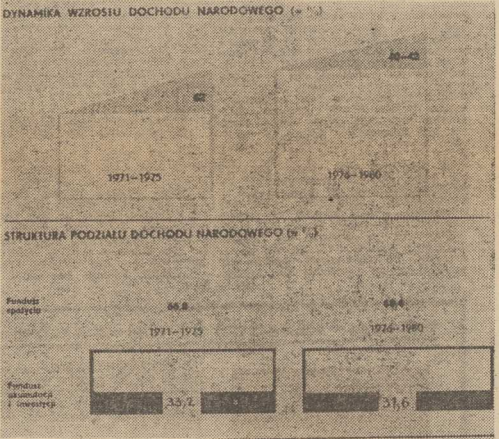 DYNAMIKA WZROSTU DOCHODU NARODOWEGO (w %)
62
40—42
1971—1975
1976—1980
STRUKTURA PODZIAŁU DOCHODU NARODOWEGO (w %)
Fundusz
spożycia
66,8
68,4
1971—1975
1976—1980
Fundusz
akumulacji
i inwestycji
33,2
31,6